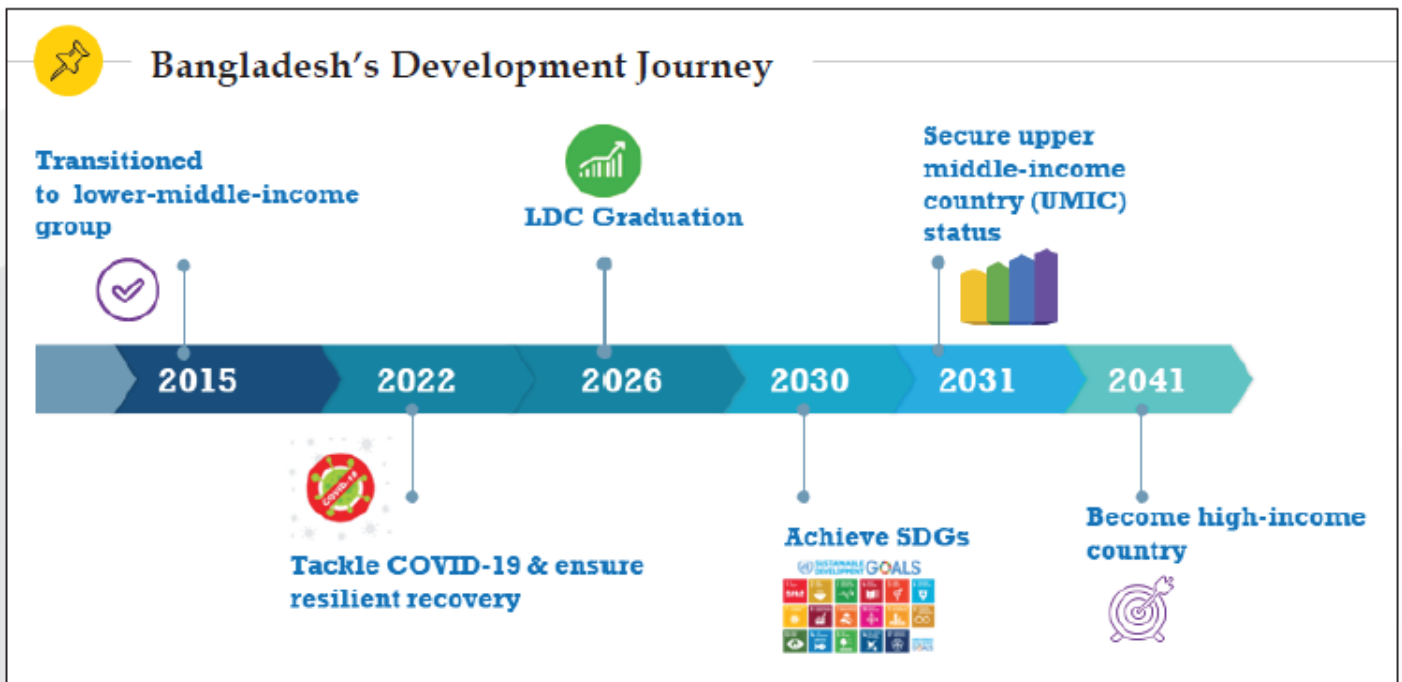 Bangladesh's Development Journey
Transitioned
to lower-middle-income
group
LDC Graduation
Secure upper
middle-income
country (UMIC)
status
2015
2022
2026
2030
2031
2041
COVID-19
Tackle COVID-19 & ensure
resilient recovery
Achieve SDGs
SUSTAINABLE
DEVELOPMENT
GOALS
Become high-income
country